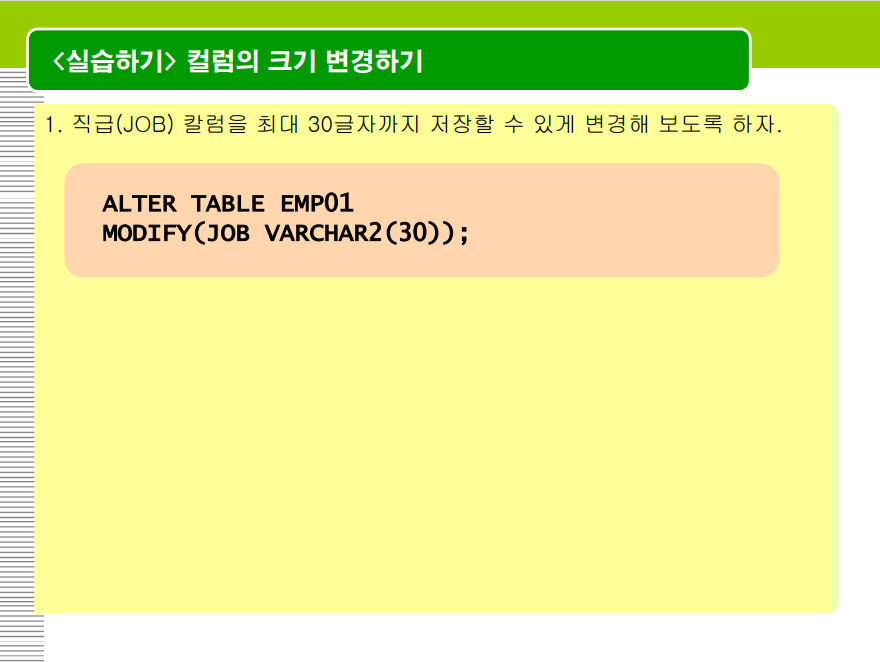 <실습하기> 컬럼의 크기 변경하기
1. 직급(JOB) 칼럼을 최대 30글자까지 저장할 수 있게 변경해 보도록 하자.
ALTER TABLE EMP01
MODIFY(JOB VARCHAR2(30));